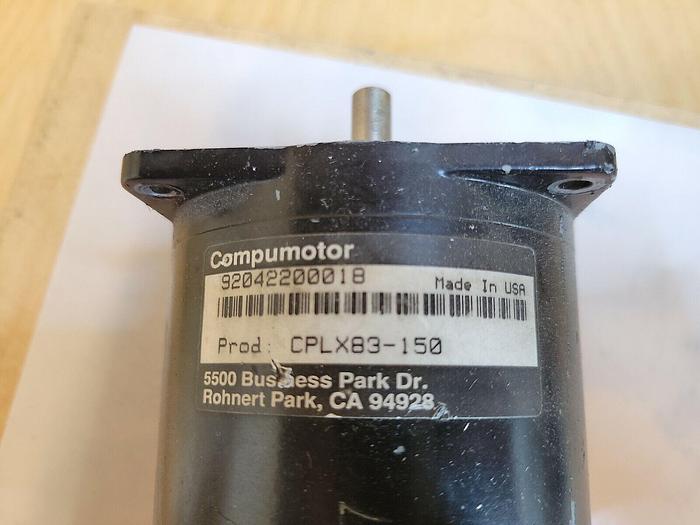 Compumotor
92042200018 Made In USA
Prod: CPLX83-150
5500 Business Park Dr.
Rohnert Park, CA 94928